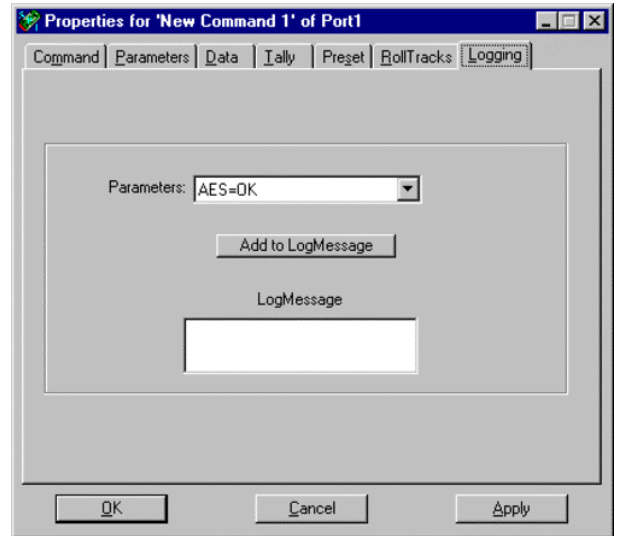 Properties for 'New Command 1' of Port1
Command Parameters Data Tally Preset RollTracks Logging
Parameters: AES=OK
Add to LogMessage
LogMessage
OK Cancel Apply